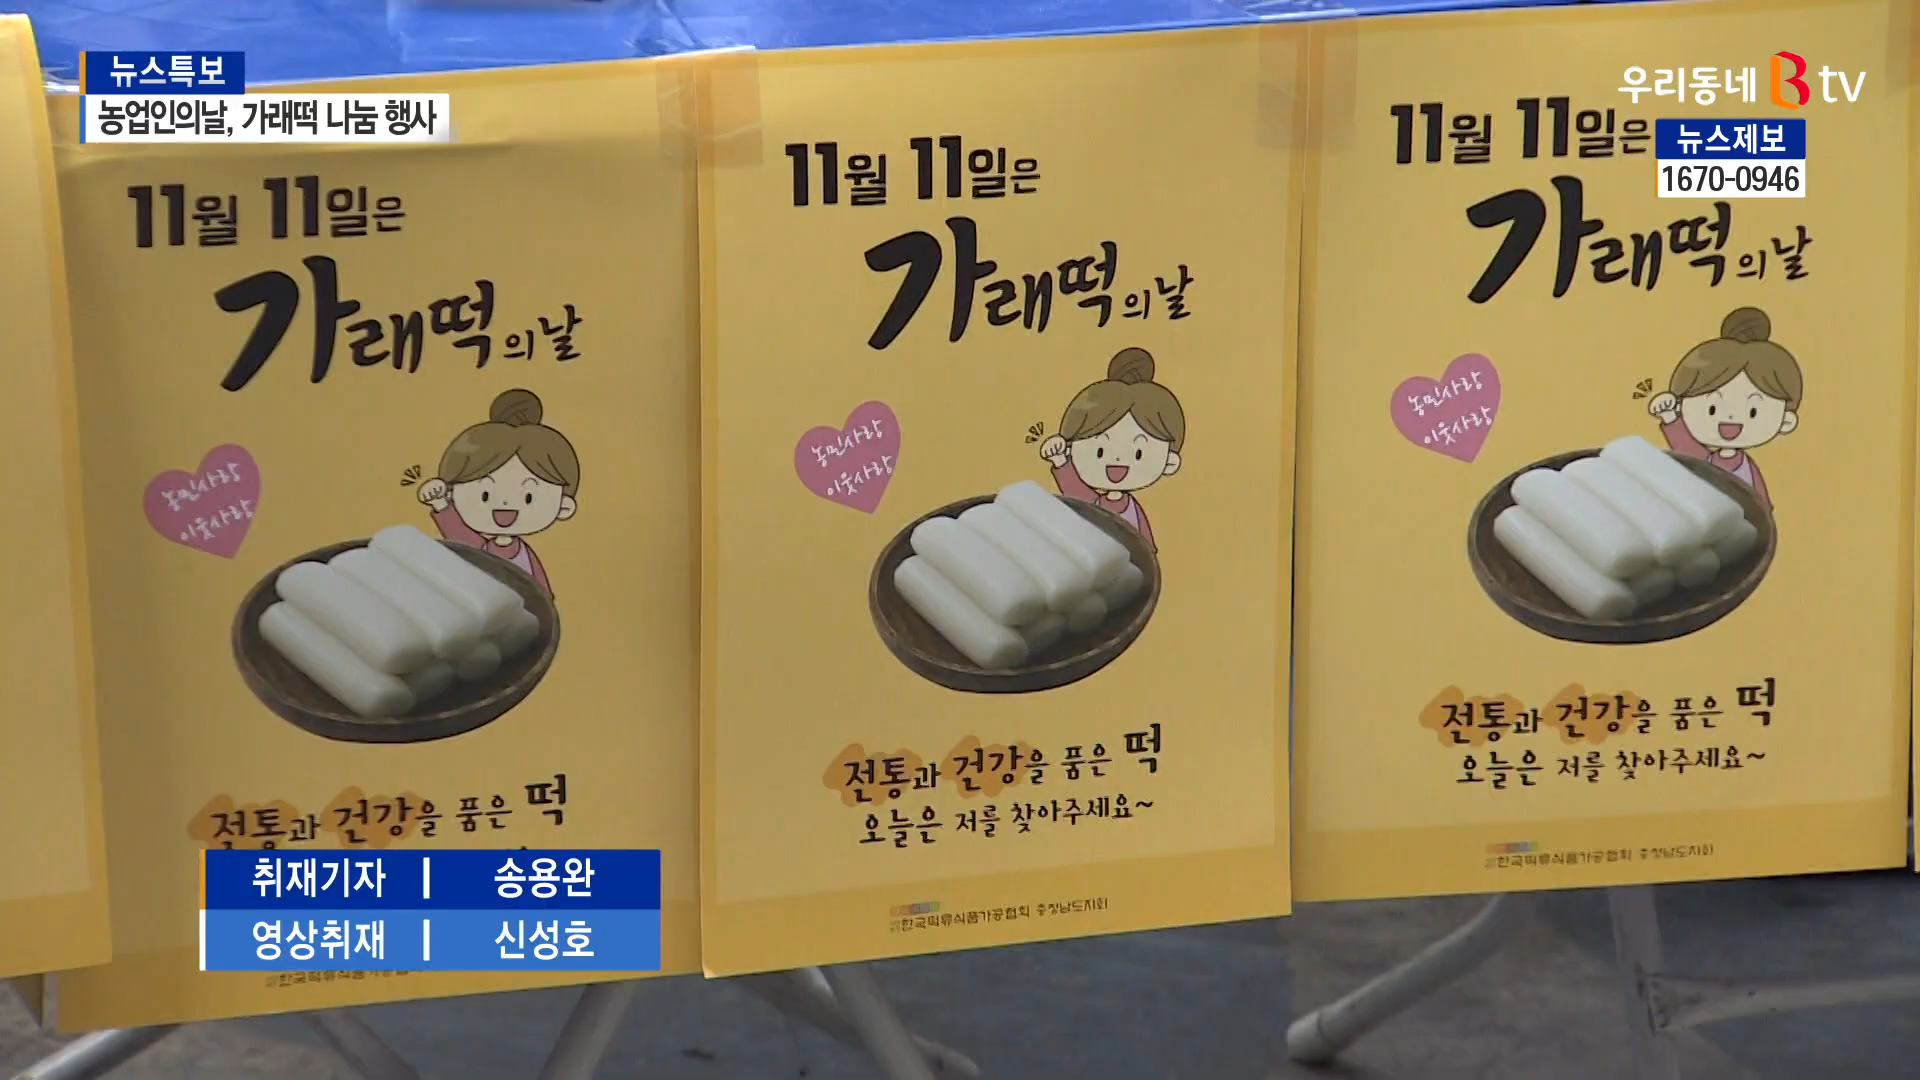 뉴스특보
농업인의날, 가래떡 나눔 행사
우리동네 B tv
뉴스제보
1670-0946
11월 11일은
가래떡의날
농민사랑
이웃사랑
전통과 건강을 품은 떡
11월 11일은
가래떡의날
농민사랑
이웃사랑
전통과 건강을 품은 떡
오늘은 저를 찾아주세요~
한국떡류식품가공협회 충청남도지회
11월 11일은
가래떡의날
농민사랑
이웃사랑
전통과 건강을 품은 떡
오늘은 저를 찾아주세요~
한국떡류식품가공협회 충청남도지회
취재기자 | 송용완
영상취재 | 신성호